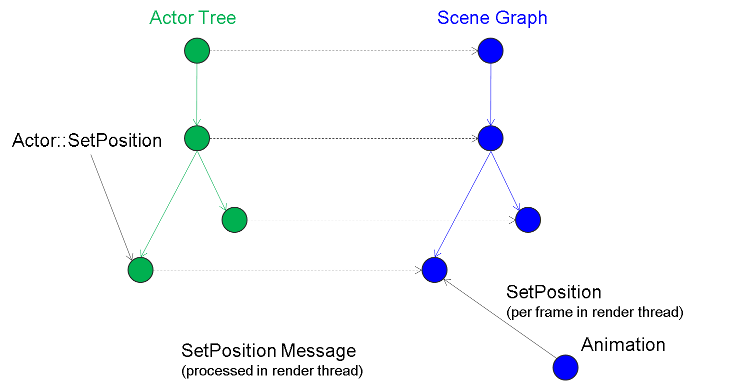 Actor Tree
Scene Graph
Actor::SetPosition
SetPosition
(per frame in render thread)
Animation
SetPosition Message
(processed in render thread)